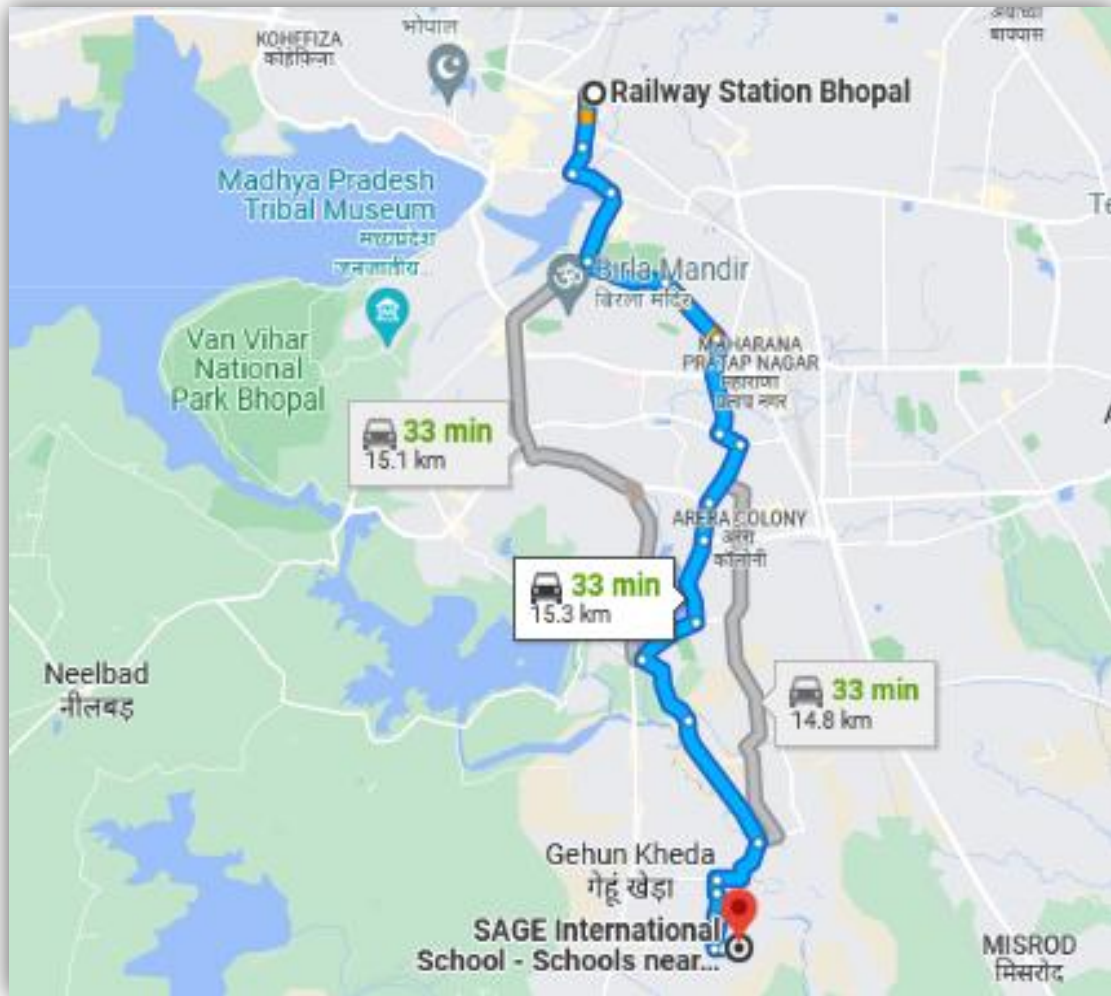 भोपाल
KOHEFIZA
कोहेफिज़ा
बायपास
Railway Station Bhopal
Madhya Pradesh
Tribal Museum
मध्यप्रदेश
जनजातीय...
Birla Mandir
बिरला मंदिर
Van Vihar
National
Park Bhopal
MAHARANA
PRATAP NAGAR
महाराणा
प्रताप नगर
33 min
15.1 km
ARERA COLONY
अरेरा
कॉलोनी
33 min
15.3 km
Neelbad
नीलबड़
33 min
14.8 km
Gehun Kheda
गेहूं खेड़ा
SAGE International
School - Schools near...
MISROD
मिसरोद